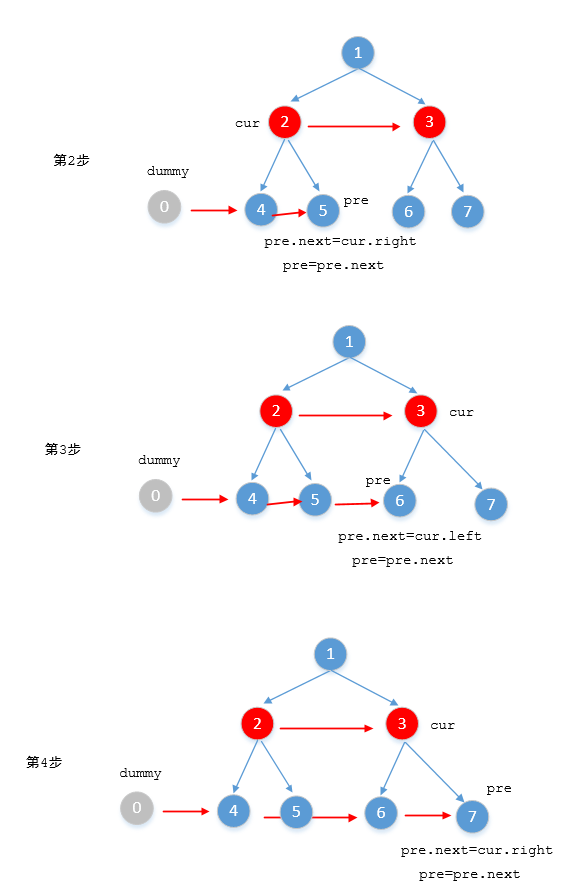 1
cur 2 3
第2步
dummy
0 4 5 pre 6 7
pre.next=cur.right
pre=pre.next
1
2 3 cur
第3步
dummy
0 4 5 pre 6 7
pre.next=cur.left
pre=pre.next
1
2 3 cur
第4步
dummy
pre
0 4 5 6 7
pre.next=cur.right
pre=pre.next